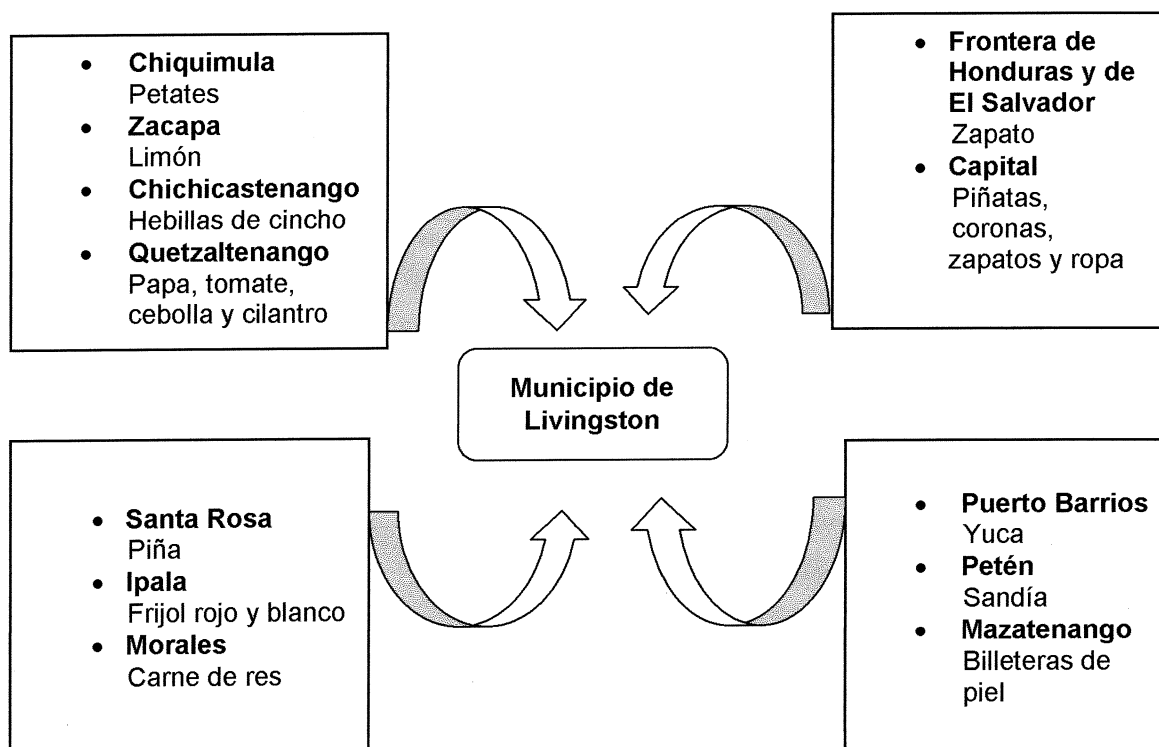 • Chiquimula
Petates
• Zacapa
Limón
• Chichicastenango
Hebillas de cincho
• Quetzaltenango
Papa, tomate,
cebolla y cilantro
• Frontera de
Honduras y de
El Salvador
Zapato
• Capital
Piñatas,
coronas,
zapatos y ropa
Municipio de
Livingston
• Santa Rosa
Piña
• Ipala
Frijol rojo y blanco
• Morales
Carne de res
• Puerto Barrios
Yuca
• Petén
Sandía
• Mazatenango
Billeteras de
piel